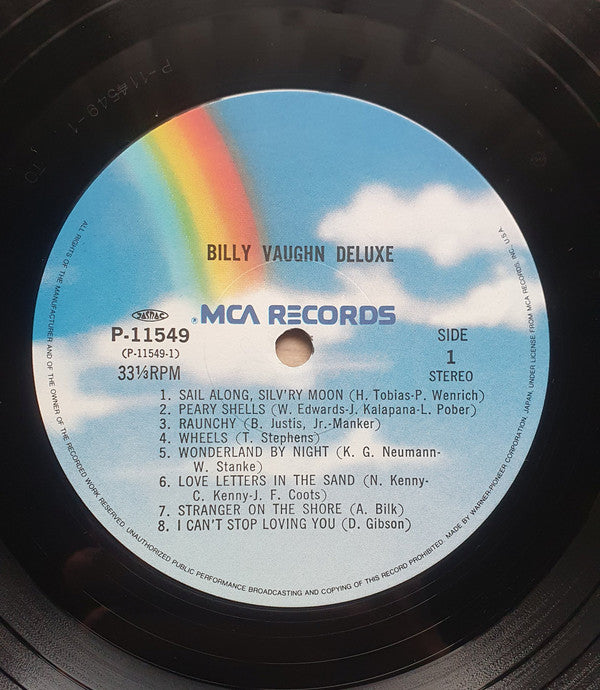 P-11549-1
BILLY VAUGHN DELUXE
MCA RECORDS
JASRAC
P-11549
(P-11549-1)
33⅓RPM
SIDE
1
STEREO
1. SAIL ALONG, SILV'RY MOON (H. Tobias-P. Wenrich)
2. PEARY SHELLS (W. Edwards-J. Kalapana-L. Pober)
3. RAUNCHY (B. Justis, Jr.-Manker)
4. WHEELS (T. Stephens)
5. WONDERLAND BY NIGHT (K. G. Neumann-
W. Stanke)
6. LOVE LETTERS IN THE SAND (N. Kenny-
C. Kenny-J. F. Coots)
7. STRANGER ON THE SHORE (A. Bilk)
8. I CAN'T STOP LOVING YOU (D. Gibson)
ALL RIGHTS OF THE MANUFACTURER AND OF THE OWNER OF THE RECORDED WORK RESERVED. UNAUTHORIZED PUBLIC PERFORMANCE BROADCASTING AND COPYING OF THIS RECORD PROHIBITED. MADE BY WARNER-PIONEER CORPORATION, JAPAN, UNDER LICENSE FROM MCA RECORDS INC. U.S.A.